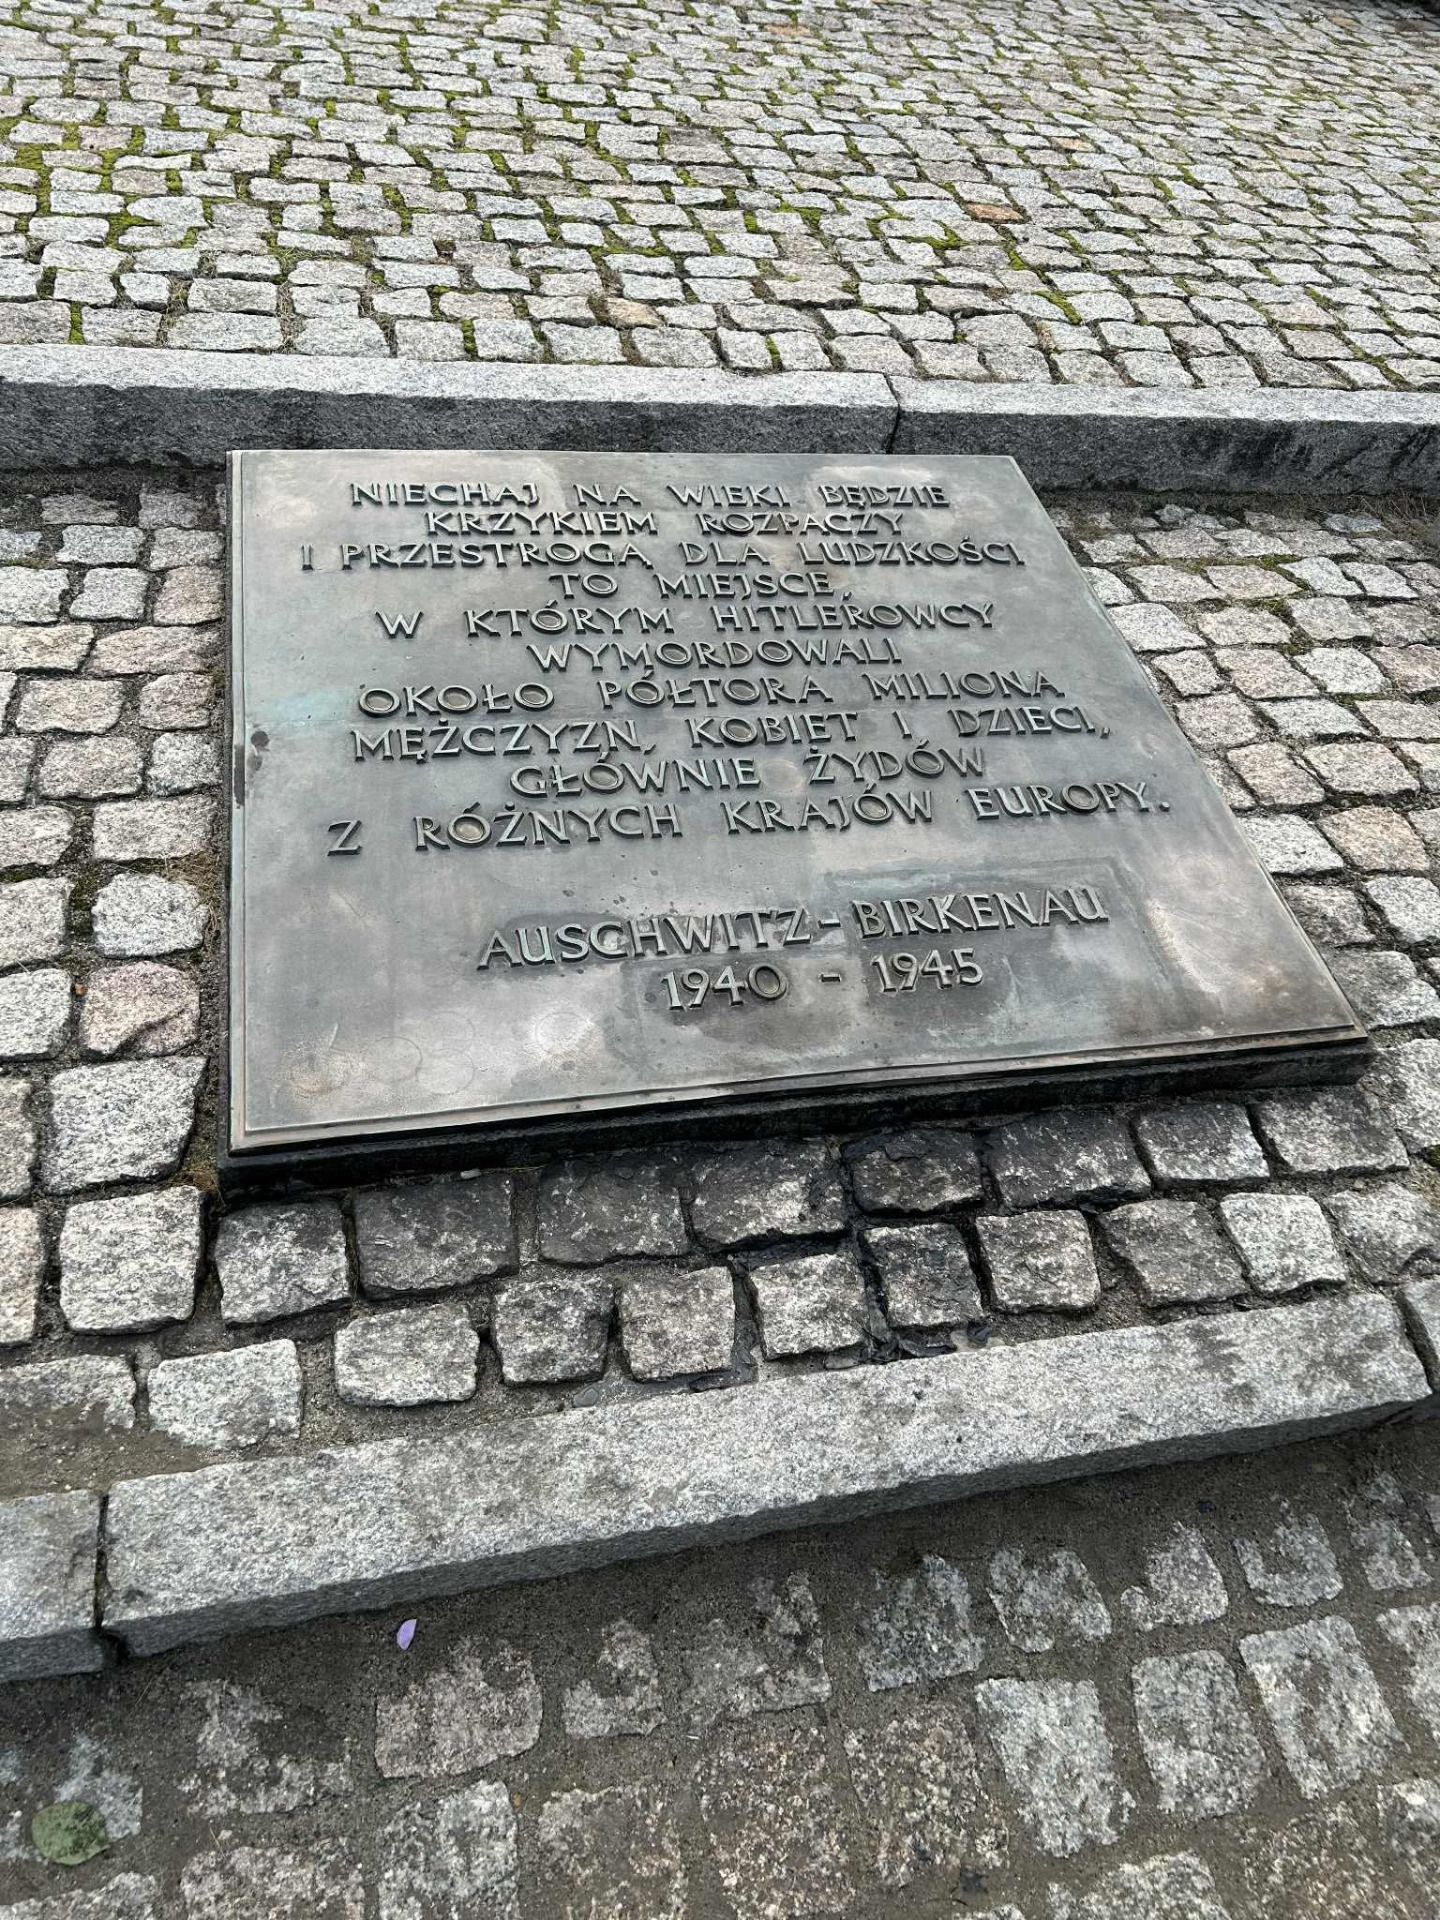 NIECHAJ NA WIEKI BĘDZIE
KRZYKIEM ROZPACZY
I PRZESTROGĄ DLA LUDZKOŚCI
TO MIEJSCE,
W KTÓRYM HITLEROWCY
WYMORDOWALI
OKOŁO PÓŁTORA MILIONA
MĘŻCZYZN, KOBIET I DZIECI,
GŁÓWNIE ŻYDÓW
Z RÓŻNYCH KRAJÓW EUROPY.
AUSCHWITZ-BIRKENAU
1940 - 1945